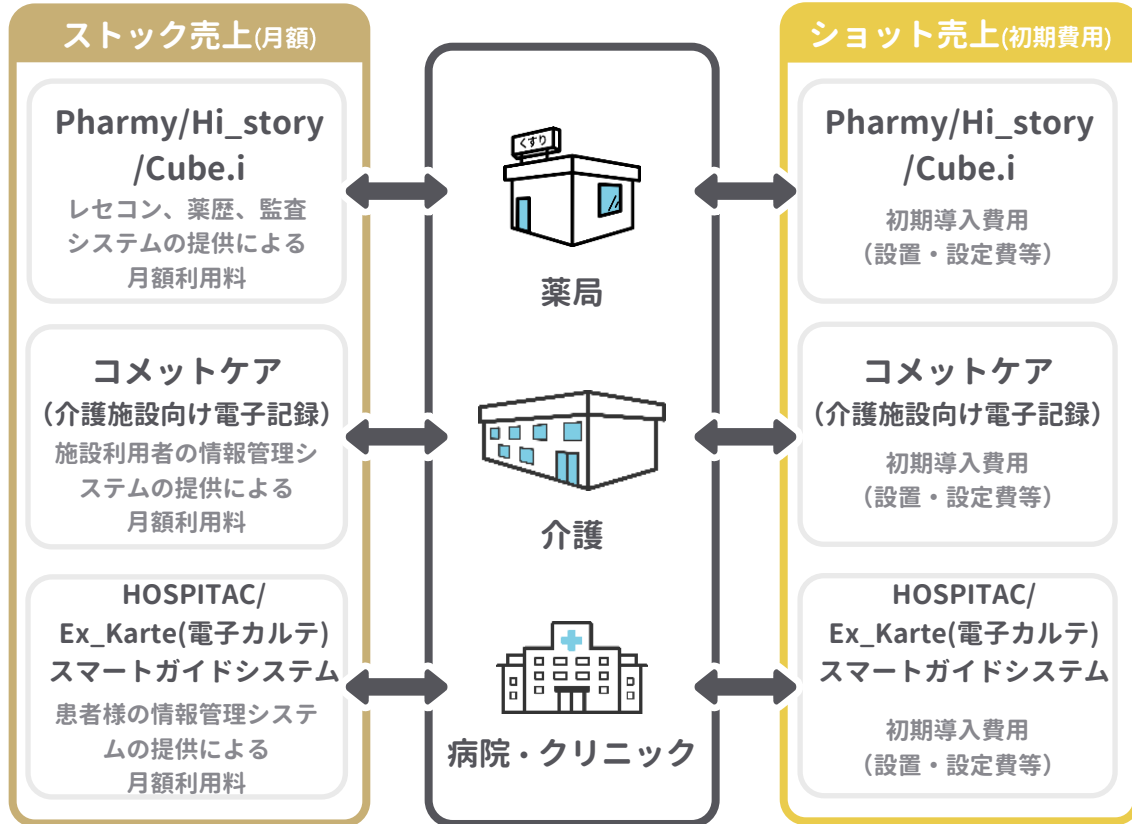 ストック売上(月額)
Pharmy/Hi_story
/Cube.i
レセコン、薬歴、監査
システムの提供による
月額利用料
コメットケア
(介護施設向け電子記録)
施設利用者の情報管理シ
ステムの提供による
月額利用料
HOSPITAC/
Ex_Karte(電子カルテ)
スマートガイドシステム
患者様の情報管理システ
ムの提供による
月額利用料
くすり
薬局
介護
病院・クリニック
ショット売上(初期費用)
Pharmy/Hi_story
/Cube.i
初期導入費用
(設置・設定費等)
コメットケア
(介護施設向け電子記録)
初期導入費用
(設置・設定費等)
HOSPITAC/
Ex_Karte(電子カルテ)
スマートガイドシステム
初期導入費用
(設置・設定費等)